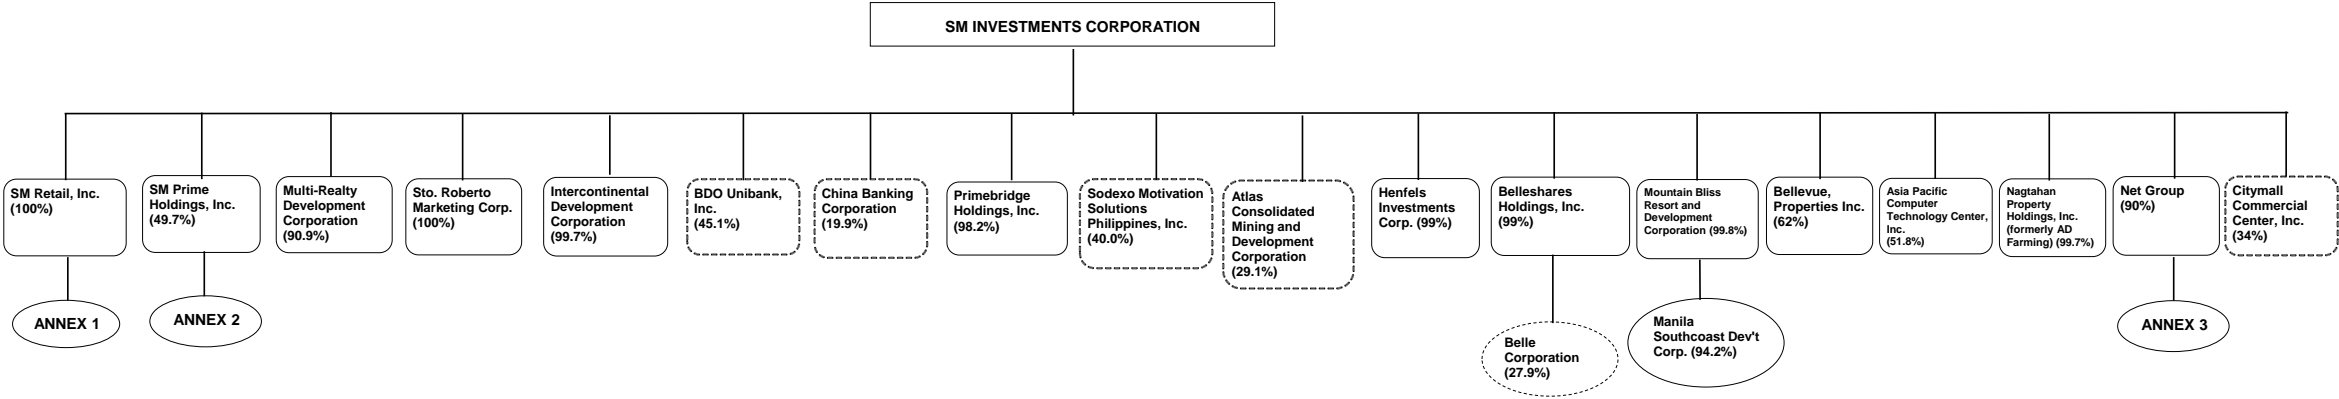 SM INVESTMENTS CORPORATION
SM Retail, Inc.
(100%)
SM Prime
Holdings, Inc.
(49.7%)
Multi-Realty
Development
Corporation
(90.9%)
Sto. Roberto
Marketing Corp.
(100%)
Intercontinental
Development
Corporation
(99.7%)
BDO Unibank,
Inc.
(45.1%)
China Banking
Corporation
(19.9%)
Primebridge
Holdings, Inc.
(98.2%)
Sodexo Motivation
Solutions
Philippines, Inc.
(40.0%)
Atlas
Consolidated
Mining and
Development
Corporation
(29.1%)
Henfels
Investments
Corp. (99%)
Belleshares
Holdings, Inc.
(99%)
Mountain Bliss
Resort and
Development
Corporation (99.8%)
Bellevue,
Properties Inc.
(62%)
Asia Pacific
Computer
Technology Center,
Inc.
(51.8%)
Nagtahan
Property
Holdings, Inc.
(formerly AD
Farming) (99.7%)
Net Group
(90%)
Citymall
Commercial
Center, Inc.
(34%)
ANNEX 1
ANNEX 2
Belle
Corporation
(27.9%)
Manila
Southcoast Dev't
Corp. (94.2%)
ANNEX 3